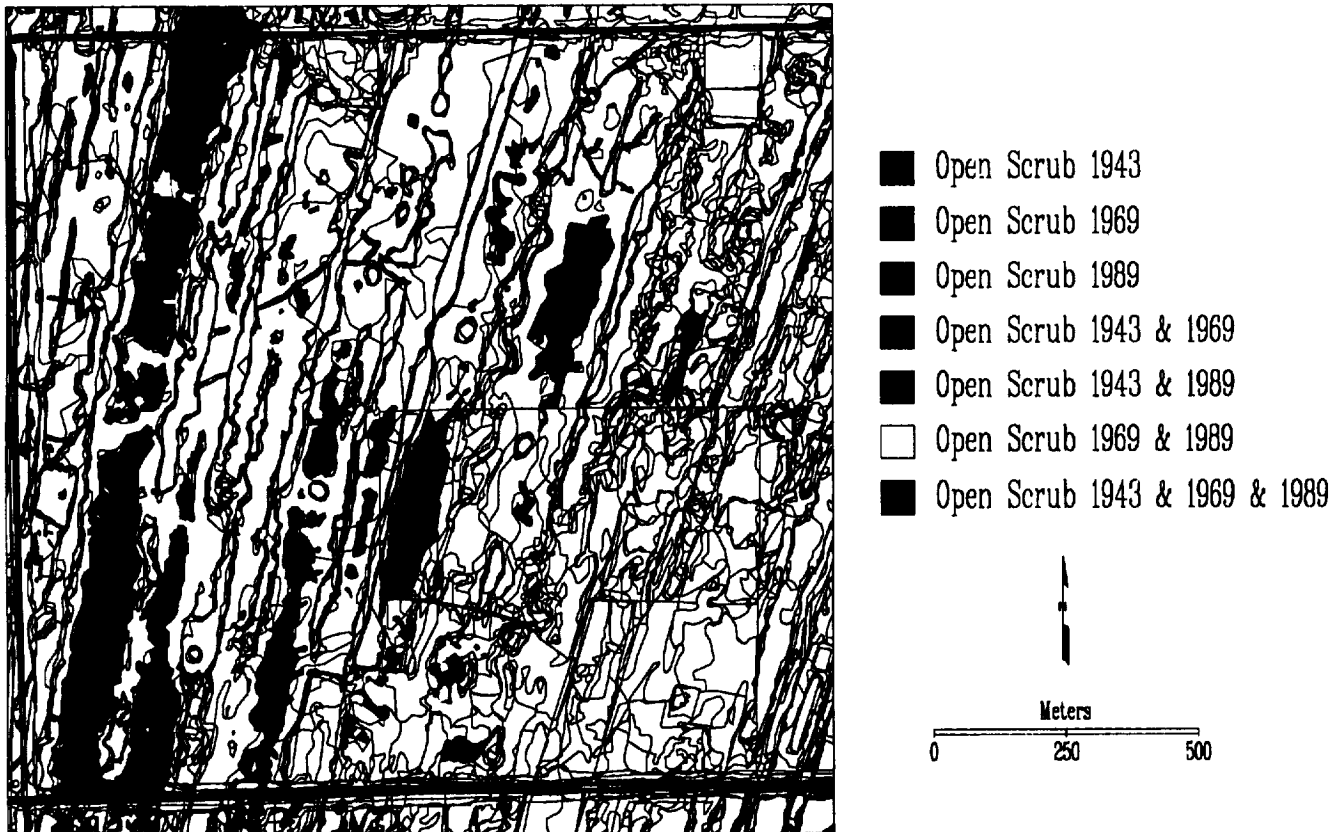 Open Scrub 1943
Open Scrub 1969
Open Scrub 1989
Open Scrub 1943 & 1969
Open Scrub 1943 & 1989
Open Scrub 1969 & 1989
Open Scrub 1943 & 1969 & 1989
Meters
0 250 500